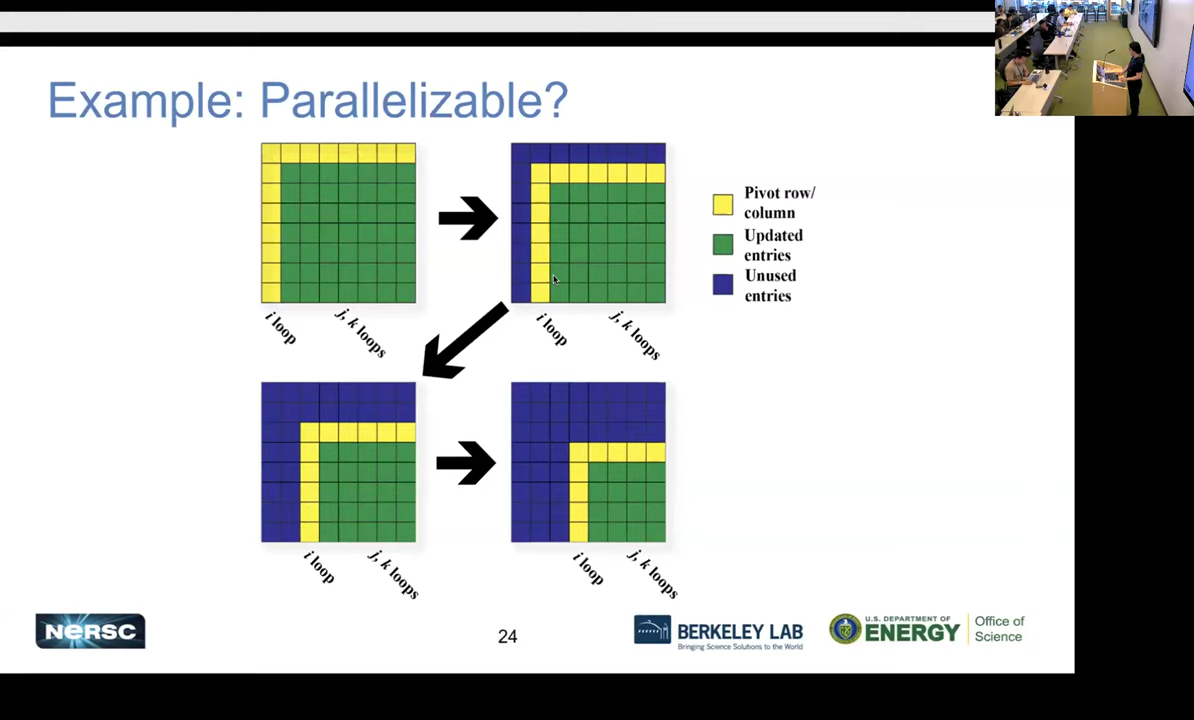 Example: Parallelizable?
Pivot row/
column
Updated
entries
Unused
entries
i loop
j, k loops
i loop
j, k loops
i loop
j, k loops
i loop
j, k loops
NERSC
24
BERKELEY LAB
Bringing Science Solutions to the World
U.S. DEPARTMENT OF
ENERGY
Office of
Science